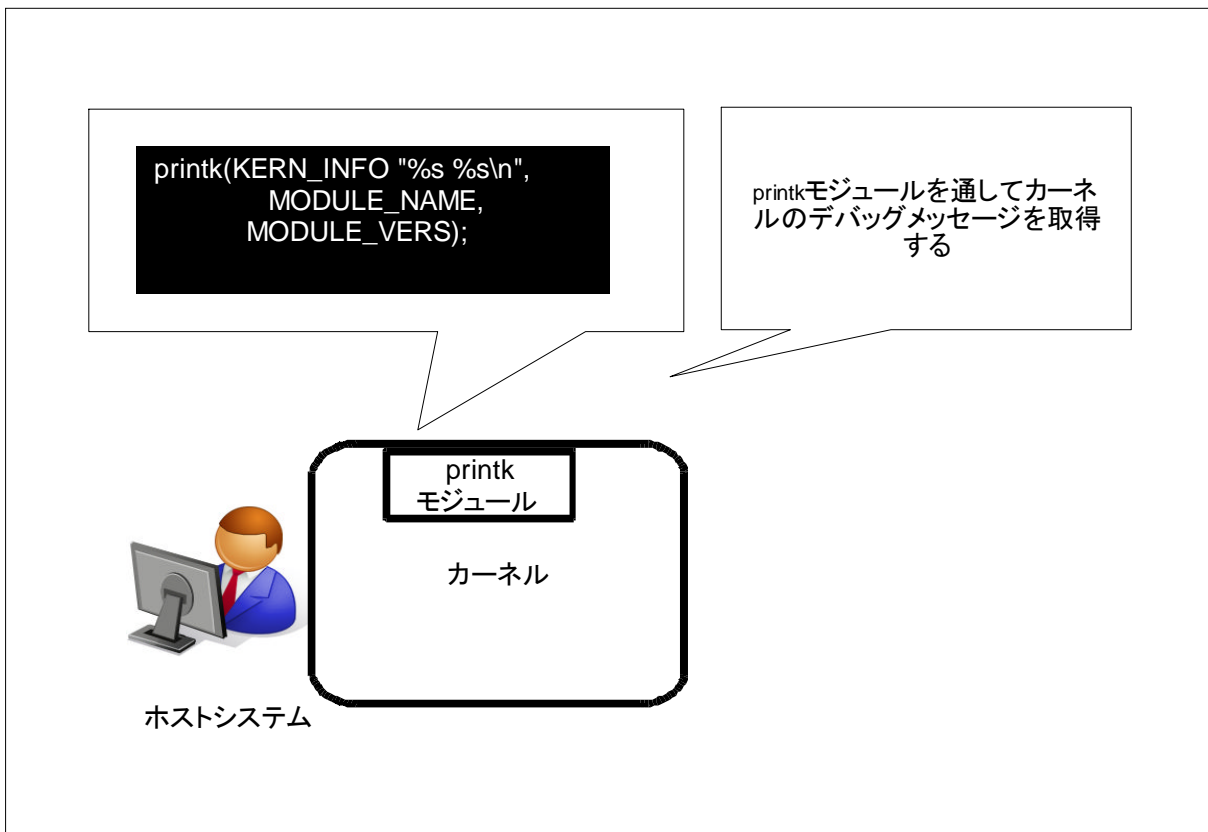 printk(KERN_INFO "%s %s\n",
MODULE_NAME,
MODULE_VERS);
printkモジュールを通してカーネ
ルのデバッグメッセージを取得
する
printk
モジュール
カーネル
ホストシステム